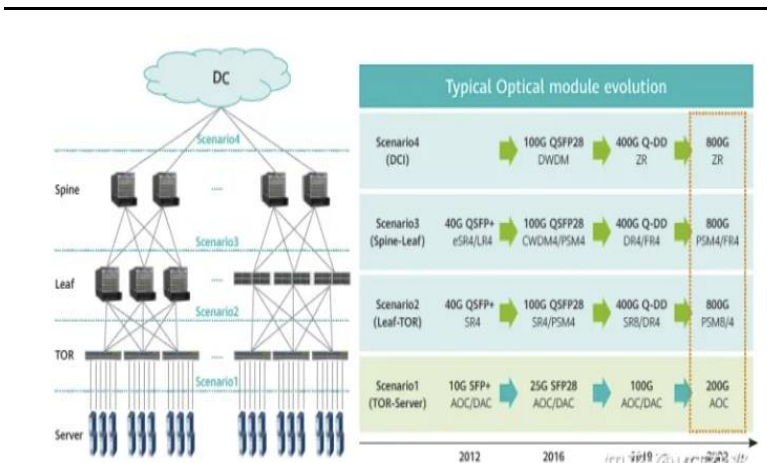 DC
Scenario4
Spine
Scenario3
Leaf
Scenario2
TOR
Scenario1
Server
Typical Optical module evolution
Scenario4
(DCI)
100G QSFP28
DWDM
400G Q-DD
ZR
800G
ZR
Scenario3
(Spine-Leaf)
40G QSFP+
eSR4/LR4
100G QSFP28
CWDM4/PSM4
400G Q-DD
DR4/FR4
800G
PSM4/FR4
Scenario2
(Leaf-TOR)
40G QSFP+
SR4
100G QSFP28
SR4/PSM4
400G Q-DD
SR8/DR4
800G
PSM8/4
Scenario1
(TOR-Server)
10G SFP+
AOC/DAC
25G SFP28
AOC/DAC
100G
AOC/DAC
200G
AOC
2012
2016